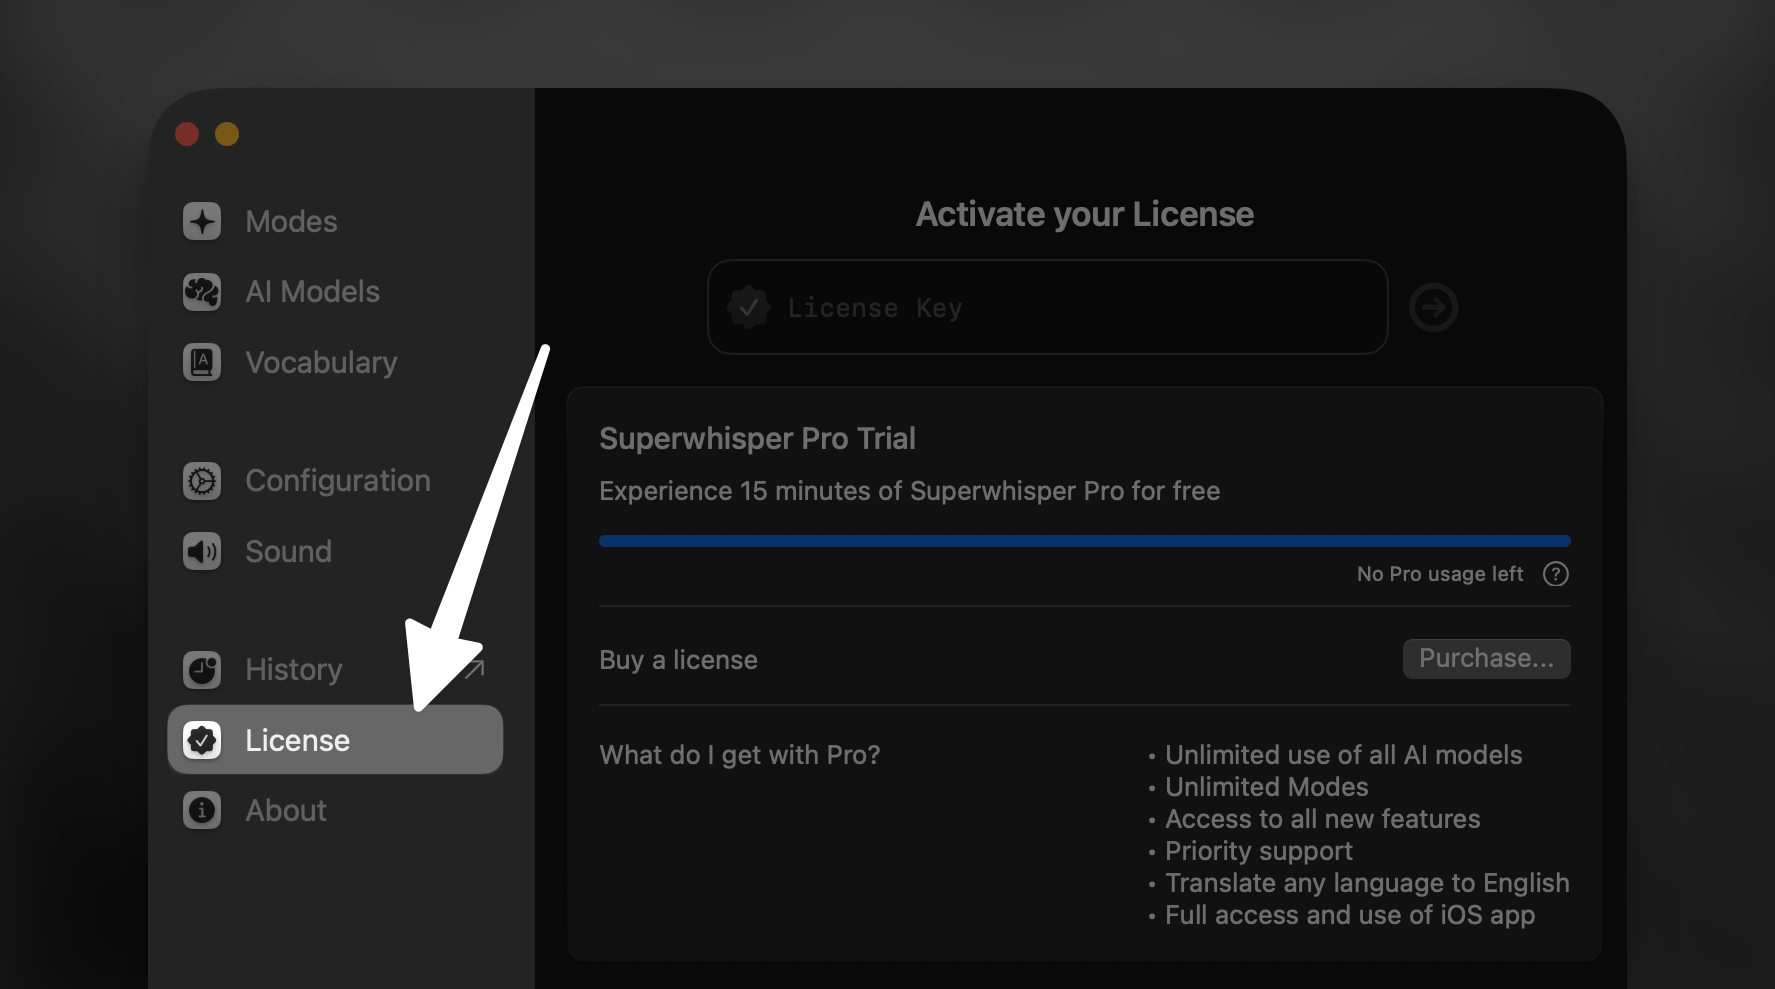 Modes
AI Models
Vocabulary
Configuration
Sound
History
License
About
Activate your License
License Key
Superwhisper Pro Trial
Experience 15 minutes of Superwhisper Pro for free
No Pro usage left ?
Buy a license
Purchase...
What do I get with Pro?
• Unlimited use of all AI models
• Unlimited Modes
• Access to all new features
• Priority support
• Translate any language to English
• Full access and use of iOS app